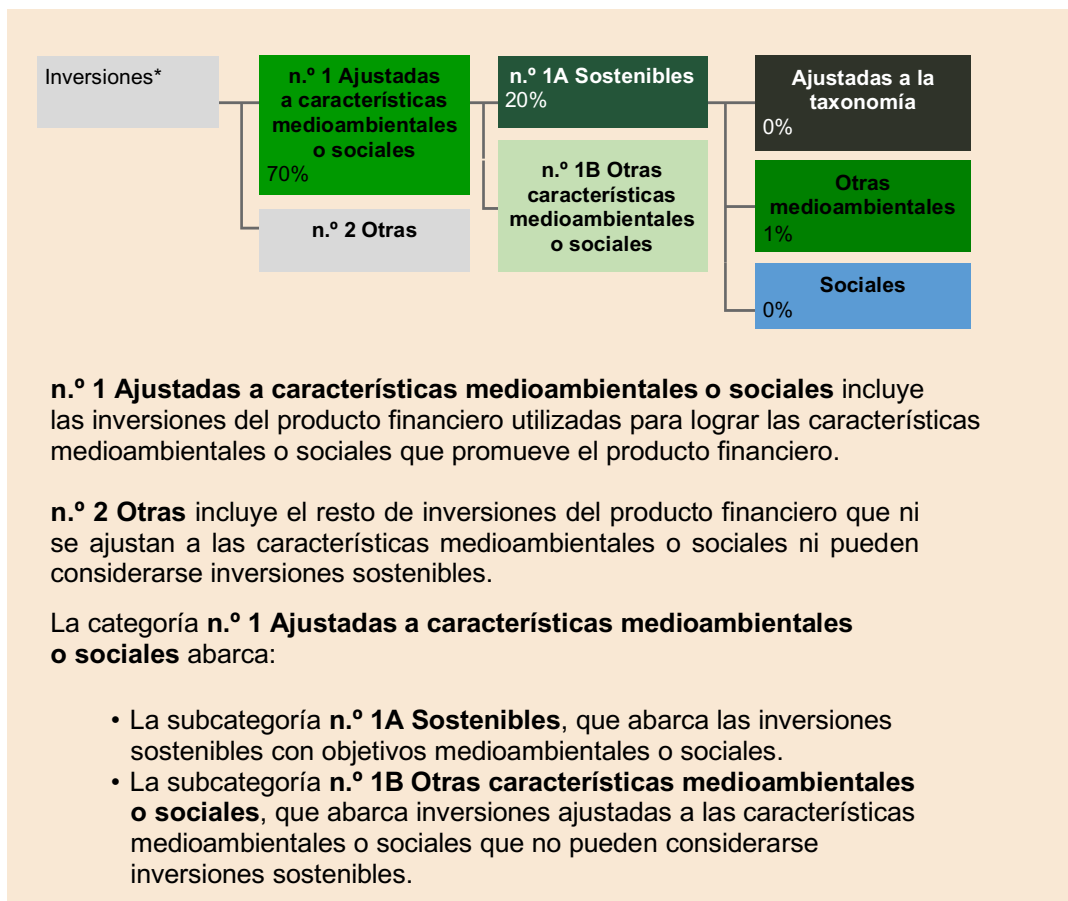 Inversiones*
n.º 1 Ajustadas
a características
medioambientales
o sociales
70%
n.º 2 Otras
n.º 1A Sostenibles
20%
n.º 1B Otras
características
medioambientales
o sociales
Ajustadas a la
taxonomía
0%
Otras
medioambientales
1%
Sociales
0%
n.º 1 Ajustadas a características medioambientales o sociales incluye
las inversiones del producto financiero utilizadas para lograr las características
medioambientales o sociales que promueve el producto financiero.
n.º 2 Otras incluye el resto de inversiones del producto financiero que ni
se ajustan a las características medioambientales o sociales ni pueden
considerarse inversiones sostenibles.
La categoría n.º 1 Ajustadas a características medioambientales
o sociales abarca:
• La subcategoría n.º 1A Sostenibles, que abarca las inversiones
sostenibles con objetivos medioambientales o sociales.
• La subcategoría n.º 1B Otras características medioambientales
o sociales, que abarca inversiones ajustadas a las características
medioambientales o sociales que no pueden considerarse
inversiones sostenibles.